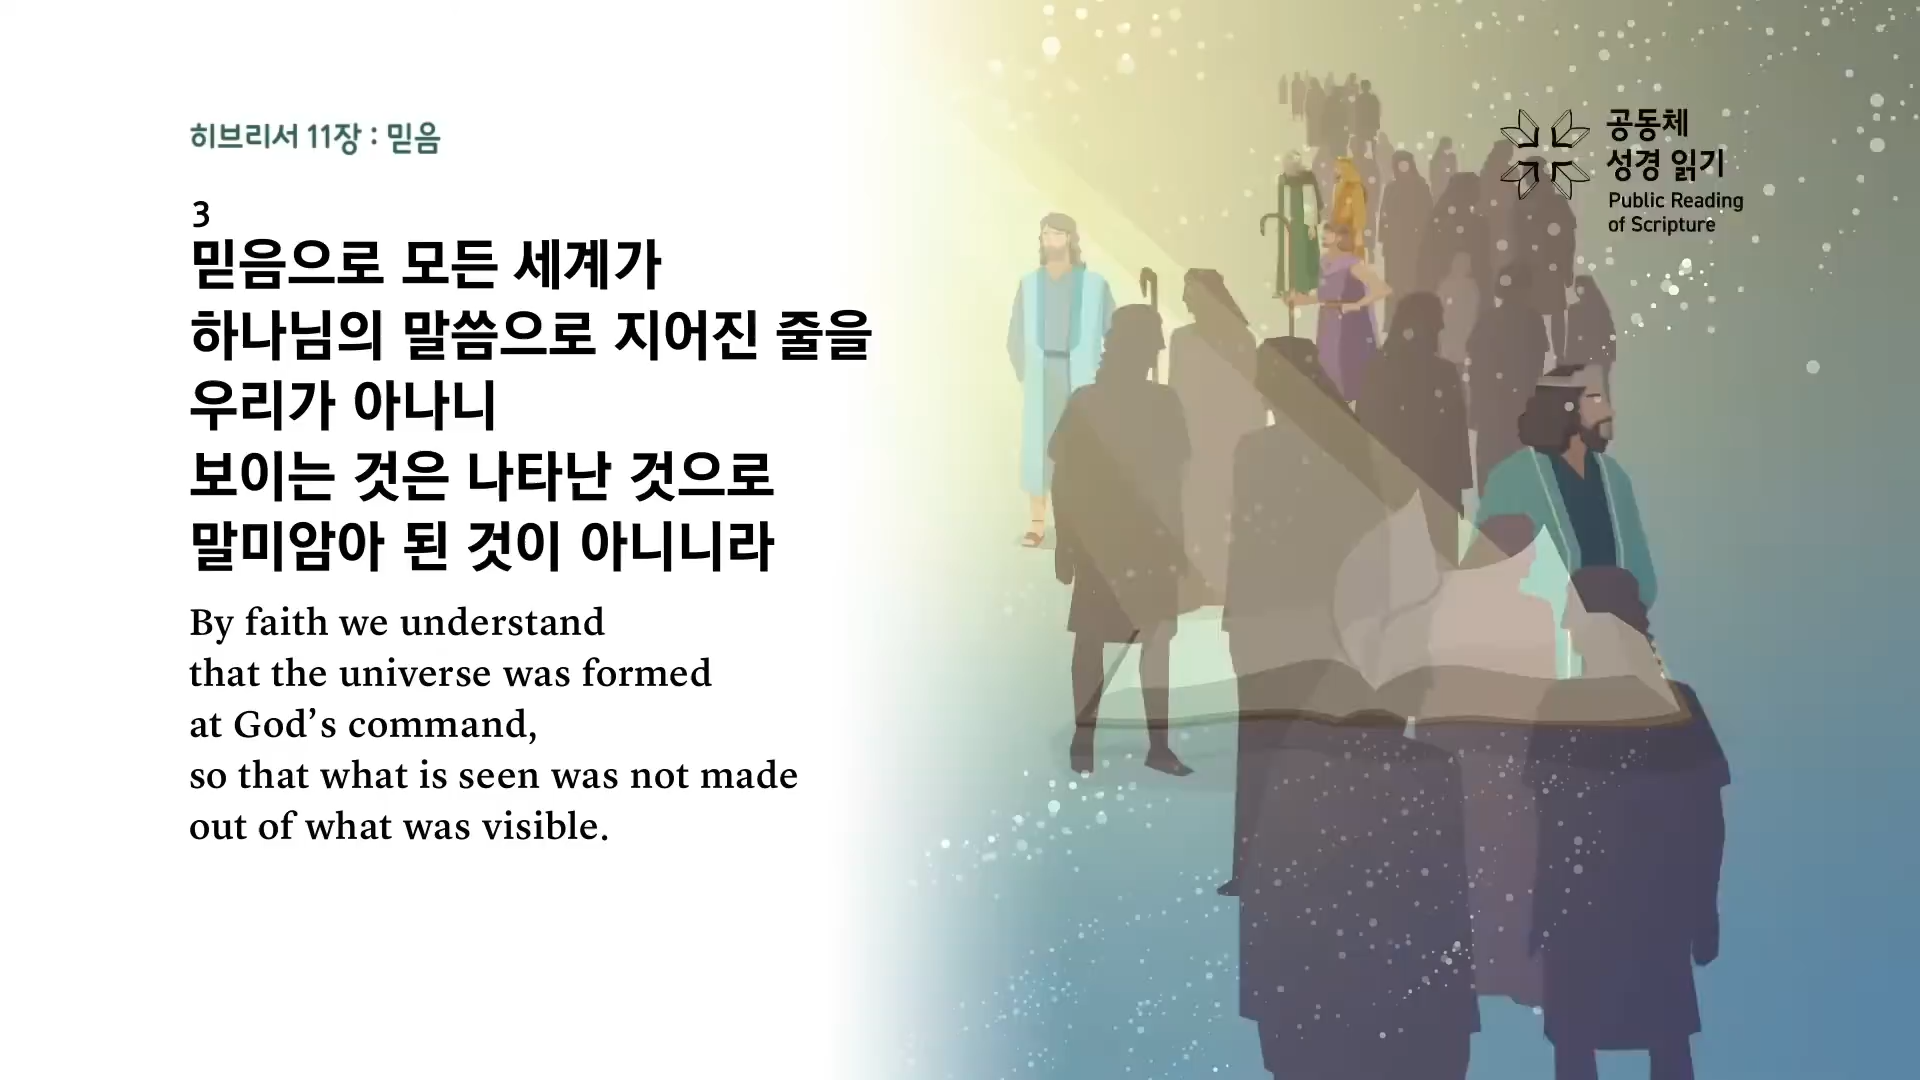 히브리서 11장 : 믿음
3
믿음으로 모든 세계가
하나님의 말씀으로 지어진 줄을
우리가 아나니
보이는 것은 나타난 것으로
말미암아 된 것이 아니니라
By faith we understand
that the universe was formed
at God’s command,
so that what is seen was not made
out of what was visible.
공동체
성경 읽기
Public Reading
of Scripture